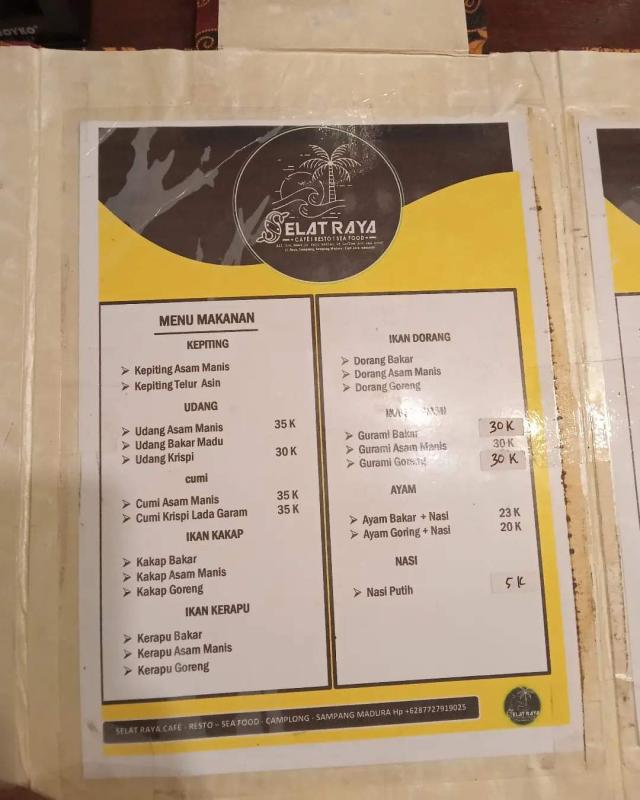 SELAT RAYA
CAFE | RESTO | SEA FOOD
MENU MAKANAN
KEPITING
Kepiting Asam Manis
Kepiting Telur Asin
UDANG
Udang Asam Manis 35 K
Udang Bakar Madu
Udang Krispi 30 K
cumi
Cumi Asam Manis 35 K
Cumi Krispi Lada Garam 35 K
IKAN KAKAP
Kakap Bakar
Kakap Asam Manis
Kakap Goreng
IKAN KERAPU
Kerapu Bakar
Kerapu Asam Manis
Kerapu Goreng
IKAN DORANG
Dorang Bakar
Dorang Asam Manis
Dorang Goreng
Gurami Bakar 30 K
Gurami Asam Manis 30 K
Gurami Goreng 30 K
AYAM
Ayam Bakar + Nasi 23 K
Ayam Goring + Nasi 20 K
NASI
Nasi Putih 5 K
SELAT RAYA CAFE - RESTO – SEA FOOD - CAMPLONG - SAMPANG MADURA Hp +6287727919025
SELAT RAYA